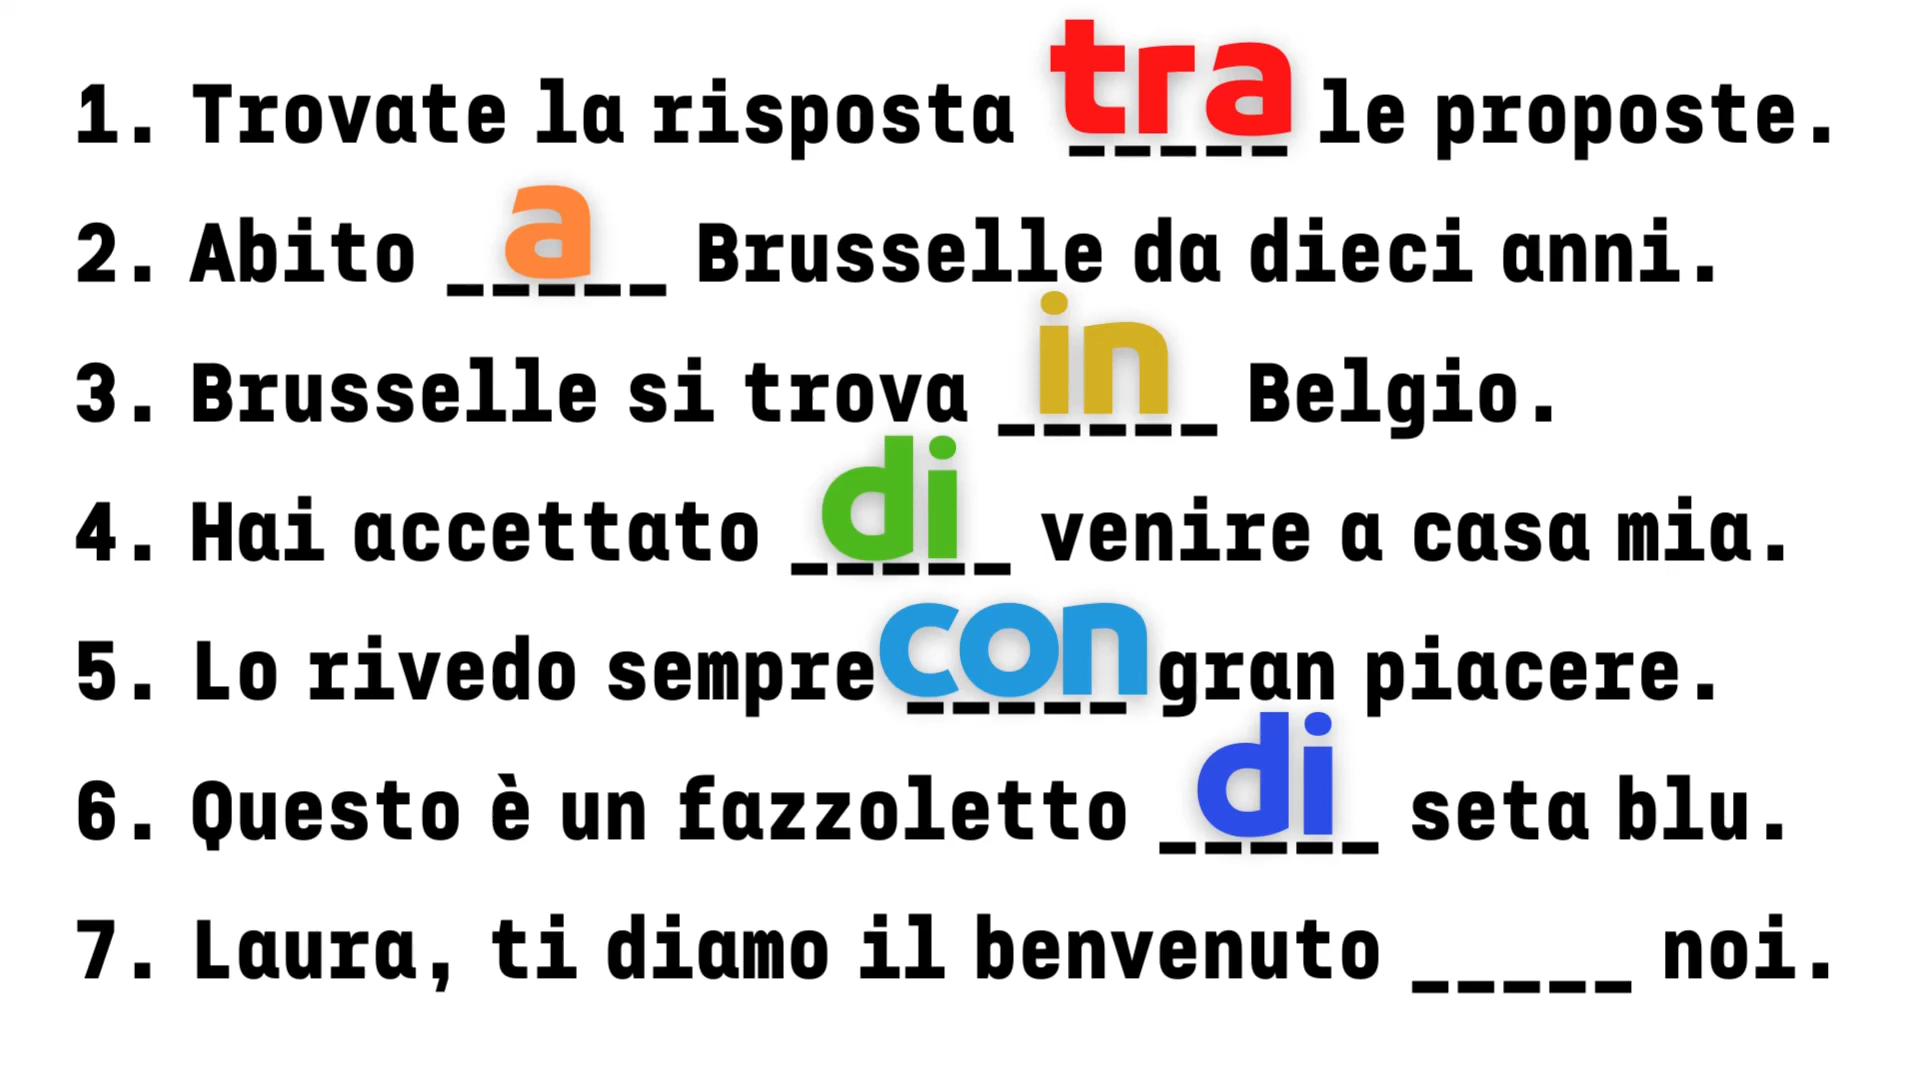 1. Trovate la risposta tra le proposte.
2. Abito a Brusselle da dieci anni.
3. Brusselle si trova in Belgio.
4. Hai accettato di venire a casa mia.
5. Lo rivedo sempre con gran piacere.
6. Questo è un fazzoletto di seta blu.
7. Laura, ti diamo il benvenuto _____ noi.